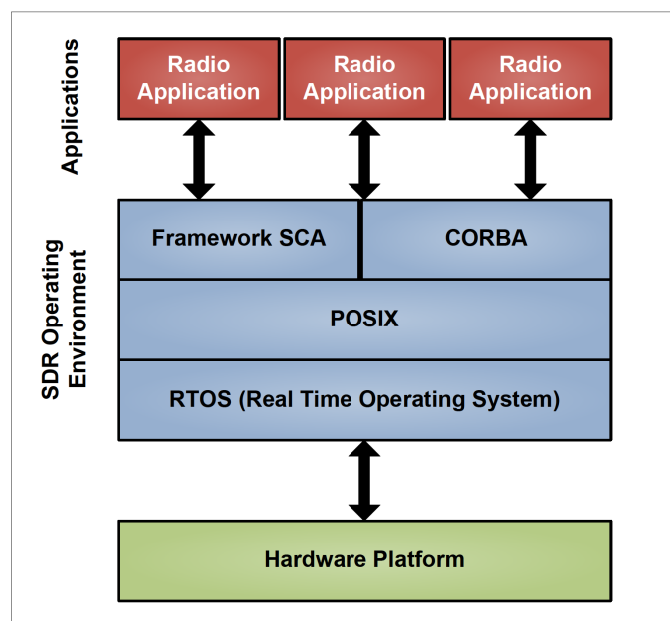 Applications
Radio
Application
Radio
Application
Radio
Application
SDR Operating
Environment
Framework SCA
CORBA
POSIX
RTOS (Real Time Operating System)
Hardware Platform